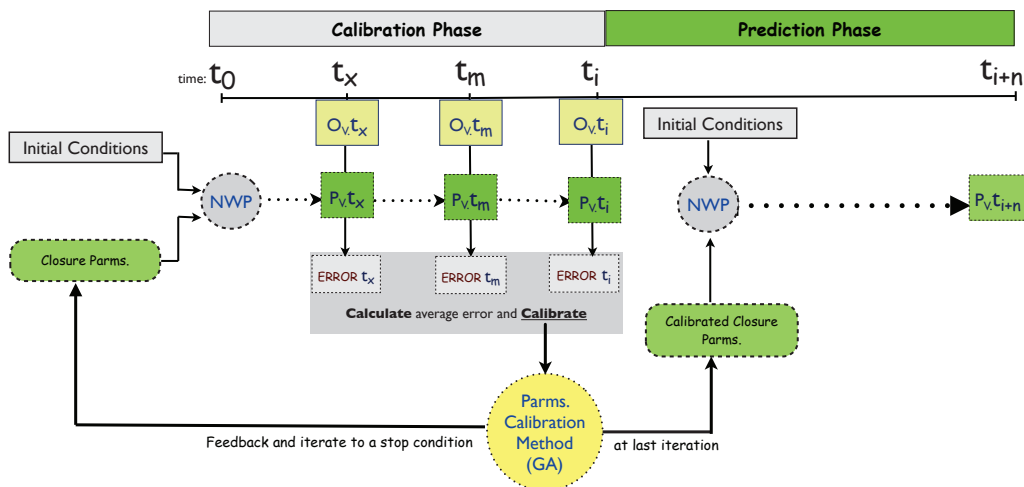 Calibration Phase
Prediction Phase
time: t0 tx tm ti ti+n
Ov.tx Ov.tm Ov.ti
Initial Conditions
Initial Conditions
NWP
Pv.tx Pv.tm Pv.ti
NWP
Pv.ti+n
Closure Parms.
ERROR tx ERROR tm ERROR ti
Calculate average error and Calibrate
Calibrated Closure
Parms.
Parms.
Calibration
Method
(GA)
Feedback and iterate to a stop condition
at last iteration